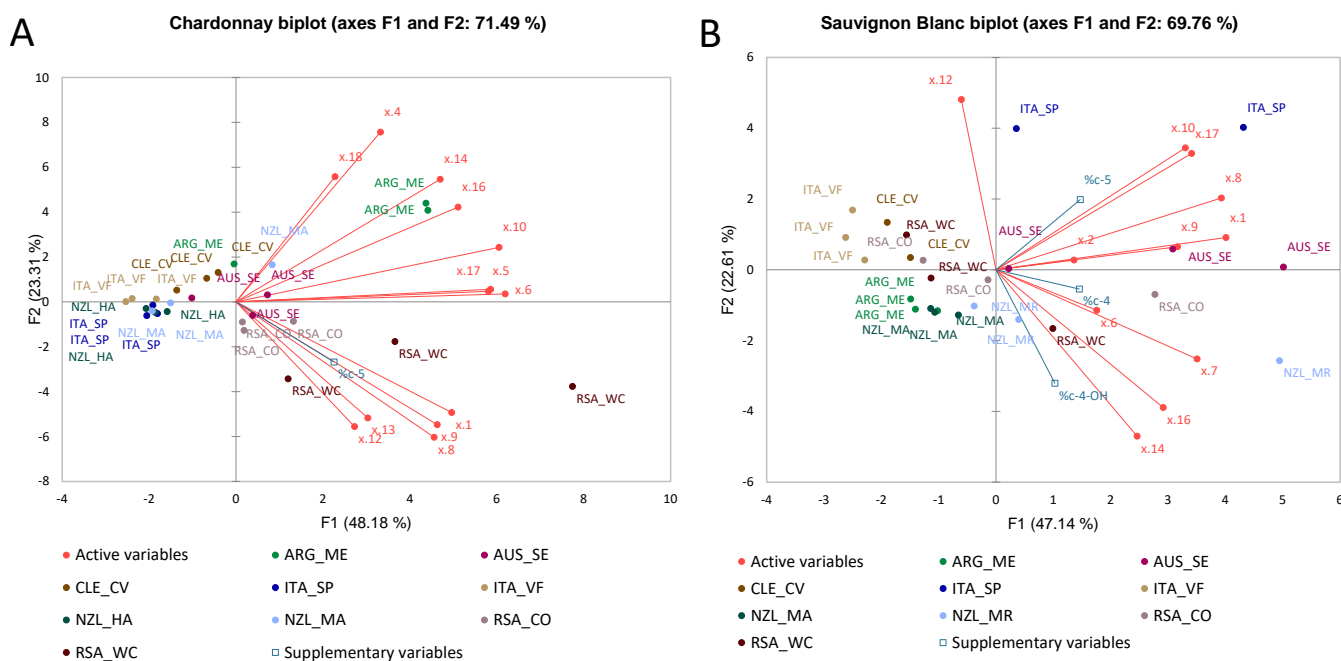 A
Chardonnay biplot (axes F1 and F2: 71.49 %)
10
8
6
4
2
0
-2
-4
-6
-8
F2 (23.31 %)
x.4
x.18
x.14
ARG_ME
x.16
ARG_ME
NZL_MA
x.10
ARG_ME
CLE_CV
CLE_CV
CLE_CV
x.17
x.5
AUS_SE
AUS_SE
ITA_VF
ITA_VF
ITA_VF
x.6
NZL_HA
NZL_HA
AUS_SE
ITA_SP
NZL_MA
RSA_CO
RSA_CO
ITA_SP
ITA_SP
NZL_MA
RSA_CO
NZL_HA
RSA_WC
%c-5
RSA_WC
RSA_WC
x.1
x.13
x.12
x.9
x.8
-4
-2
0
2
4
6
8
10
F1 (48.18 %)
Active variables
ARG_ME
AUS_SE
CLE_CV
ITA_SP
ITA_VF
NZL_HA
NZL_MA
RSA_CO
RSA_WC
Supplementary variables
B
Sauvignon Blanc biplot (axes F1 and F2: 69.76 %)
6
4
2
0
-2
-4
-6
F2 (22.61 %)
x.12
ITA_SP
ITA_SP
x.10
x.17
%c-5
x.8
ITA_VF
CLE_CV
RSA_WC
AUS_SE
x.1
ITA_VF
RSA_CO
x.2
x.9
CLE_CV
AUS_SE
AUS_SE
ITA_VF
RSA_WC
ARG_ME
RSA_CO
%c-4
ARG_ME
NZL_MR
x.6
ARG_ME
NZL_MA
NZL_MA
NZL_MA
NZL_MR
RSA_WC
x.7
NZL_MR
%c-4-OH
x.16
x.14
-4
-3
-2
-1
0
1
2
3
4
5
6
F1 (47.14 %)
Active variables
ARG_ME
AUS_SE
CLE_CV
ITA_SP
ITA_VF
NZL_MA
NZL_MR
RSA_CO
RSA_WC
Supplementary variables